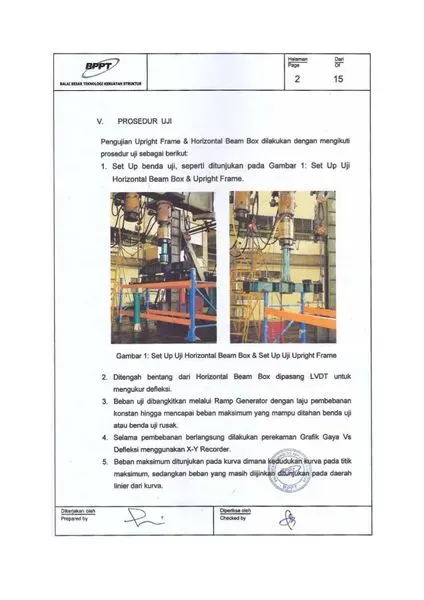 BPPT
BALAI BESAR TEKNOLOGI KEKUATAN STRUKTUR
Halaman
Page
Dari
Of
2
15
V. PROSEDUR UJI
Pengujian Upright Frame & Horizontal Beam Box dilakukan dengan mengikuti
prosedur uji sebagai berikut:
1. Set Up benda uji, seperti ditunjukan pada Gambar 1: Set Up Uji
Horizontal Beam Box & Upright Frame.
Gambar 1: Set Up Uji Horizontal Beam Box & Set Up Uji Upright Frame
2. Ditengah bentang dari Horizontal Beam Box dipasang LVDT untuk
mengukur defleksi.
3. Beban uji dibangkitkan melalui Ramp Generator dengan laju pembebanan
konstan hingga mencapai beban maksimum yang mampu ditahan benda uji
atau benda uji rusak.
4. Selama pembebanan berlangsung dilakukan perekaman Grafik Gaya Vs
Defleksi menggunakan X-Y Recorder.
5. Beban maksimum ditunjukan pada kurva dimana kedudukan kurva pada titik
maksimum, sedangkan beban yang masih diijinkan ditunjukan pada daerah
linier dari kurva.
BPPT
Dikerjakan oleh
Prepared by
Diperiksa oleh
Checked by